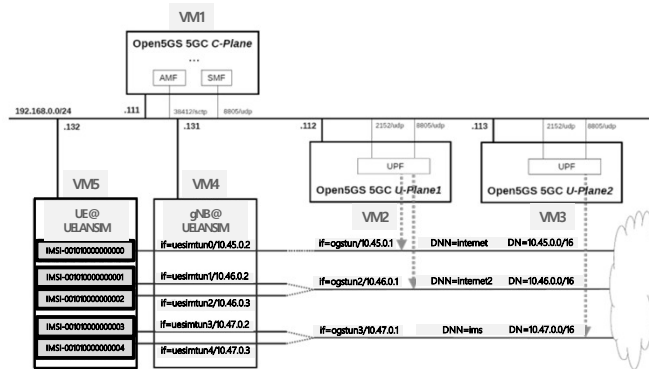 VM1
Open5GS 5GC C-Plane
...
AMF SMF
192.168.0.0/24 .111 38412/sctp 8805/udp
.132 .131 .112 2152/udp 8805/udp .113 2152/udp 8805/udp
UPF UPF
VM5 VM4 Open5GS 5GC U-Plane1 Open5GS 5GC U-Plane2
UE@ gNB@ VM2 VM3
UELANSIM UELANSIM
IMSI-001010000000000 if=uesimtun0/10.45.0.2 if=ogstun/10.45.0.1 DNN=internet DN=10.45.0.0/16
IMSI-001010000000001 if=uesimtun1/10.46.0.2 if=ogstun2/10.46.0.1 DNN=internet2 DN=10.46.0.0/16
IMSI-001010000000002 if=uesimtun2/10.46.0.3
IMSI-001010000000003 if=uesimtun3/10.47.0.2 if=ogstun3/10.47.0.1 DNN=ims DN=10.47.0.0/16
IMSI-001010000000004 if=uesimtun4/10.47.0.3